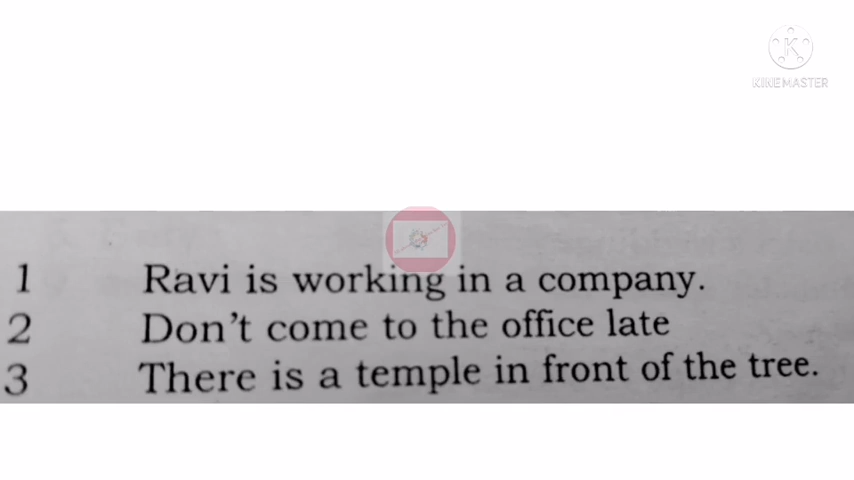 KINEMASTER
1 Ravi is working in a company.
2 Don't come to the office late
3 There is a temple in front of the tree.